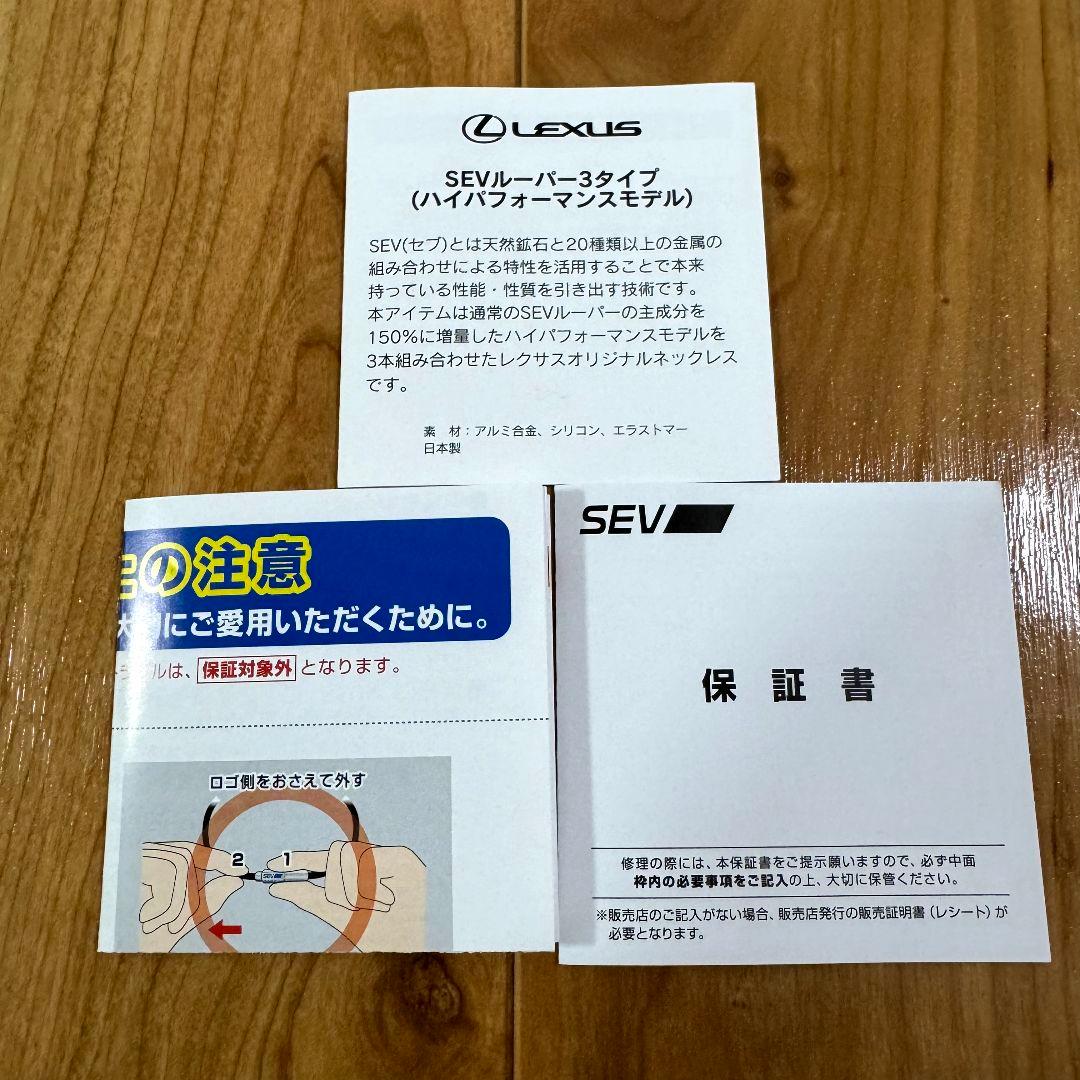 LEXUS
SEVルーパー3タイプ
(ハイパフォーマンスモデル)
SEV(セブ)とは天然鉱石と20種類以上の金属の
組み合わせによる特性を活用することで本来
持っている性能・性質を引き出す技術です。
本アイテムは通常のSEVルーパーの主成分を
150%に増量したハイパフォーマンスモデルを
3本組み合わせたレクサスオリジナルネックレス
です。
素 材：アルミ合金、シリコン、エラストマー
日本製
の注意
にご愛用いただくために。
ルは、保証対象外となります。
ロゴ側をおさえて外す
2 1
SEV
SEV
保 証 書
修理の際には、本保証書をご提示願いますので、必ず中面
枠内の必要事項をご記入の上、大切に保管ください。
※販売店のご記入がない場合、販売店発行の販売証明書（レシート）が
必要となります。